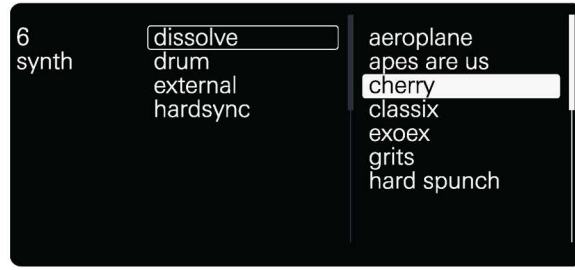 6
synth
dissolve
drum
external
hardsync
aeroplane
apes are us
cherry
classix
exoex
grits
hard spunch